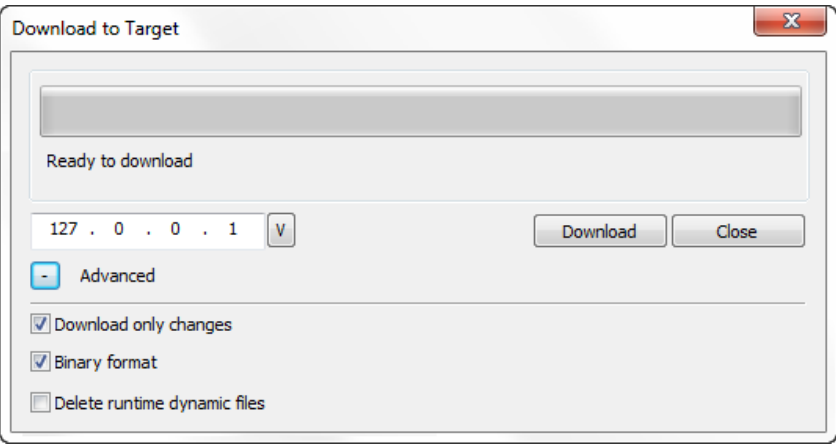 Download to Target
Ready to download
127 . 0 . 0 . 1 V Download Close
- Advanced
Download only changes
Binary format
Delete runtime dynamic files